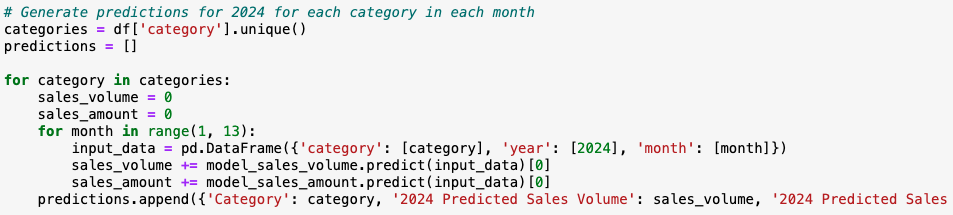 # Generate predictions for 2024 for each category in each month
categories = df['category'].unique()
predictions = []
for category in categories:
    sales_volume = 0
    sales_amount = 0
    for month in range(1, 13):
        input_data = pd.DataFrame({'category': [category], 'year': [2024], 'month': [month]})
        sales_volume += model_sales_volume.predict(input_data)[0]
        sales_amount += model_sales_amount.predict(input_data)[0]
    predictions.append({'Category': category, '2024 Predicted Sales Volume': sales_volume, '2024 Predicted Sales